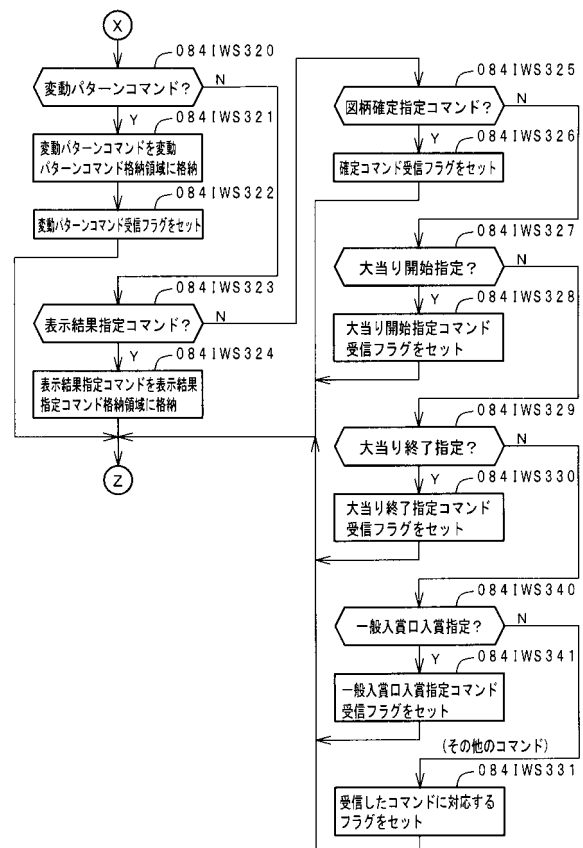 X
084IWS320
変動パターンコマンド?
N
Y
084IWS321
変動パターンコマンドを変動
パターンコマンド格納領域に格納
084IWS322
変動パターンコマンド受信フラグをセット
084IWS323
表示結果指定コマンド?
N
Y
084IWS324
表示結果指定コマンドを表示結果
指定コマンド格納領域に格納
Z
084IWS325
図柄確定指定コマンド?
N
Y
084IWS326
確定コマンド受信フラグをセット
084IWS327
大当り開始指定?
N
Y
084IWS328
大当り開始指定コマンド
受信フラグをセット
084IWS329
大当り終了指定?
N
Y
084IWS330
大当り終了指定コマンド
受信フラグをセット
084IWS340
一般入賞口入賞指定?
N
Y
084IWS341
一般入賞口入賞指定コマンド
受信フラグをセット
(その他のコマンド)
084IWS331
受信したコマンドに対応する
フラグをセット